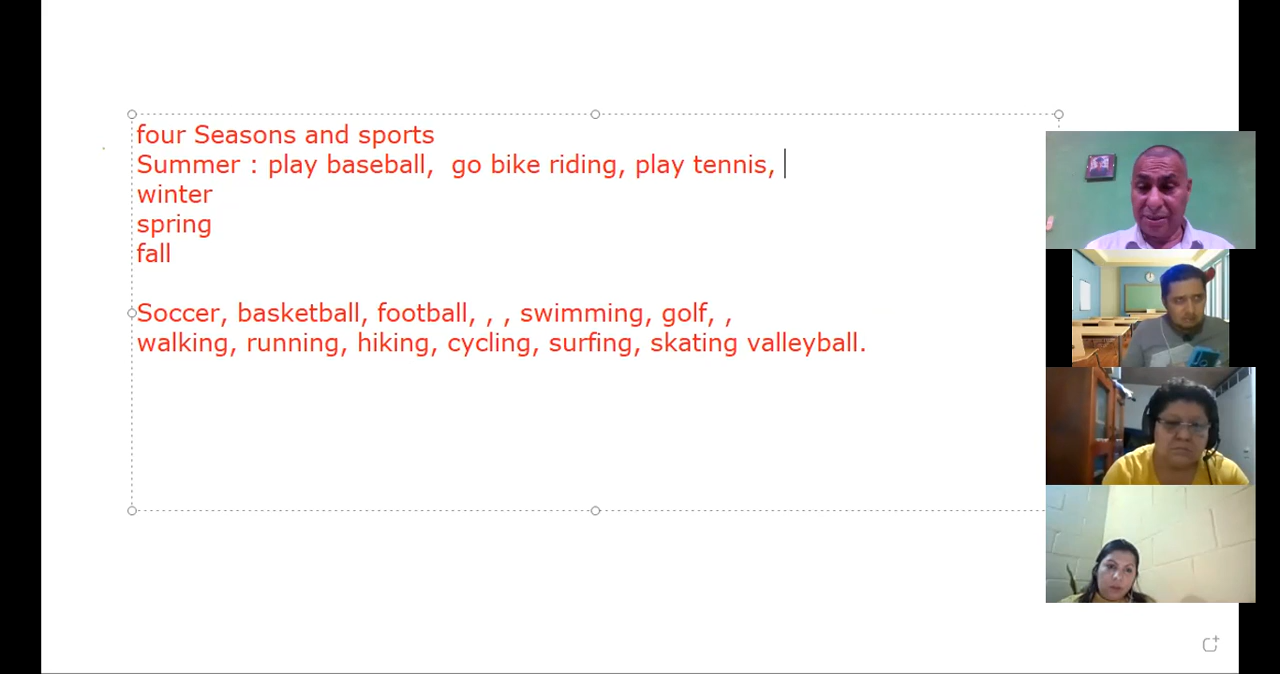 four Seasons and sports
Summer : play baseball,  go bike riding, play tennis,
winter
spring
fall
Soccer, basketball, football, , , swimming, golf, ,
walking, running, hiking, cycling, surfing, skating valleyball.